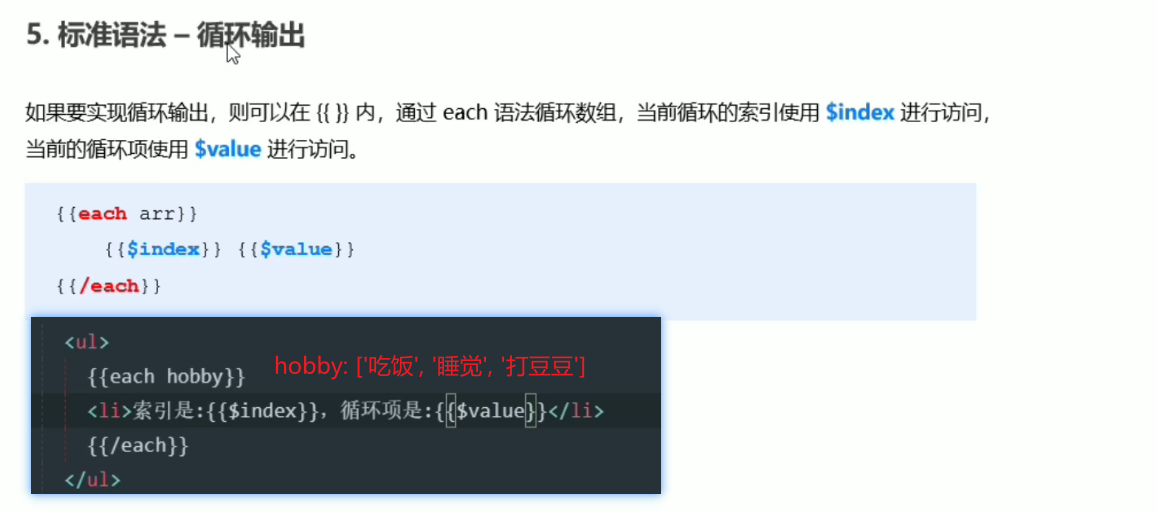 5. 标准语法 – 循环输出
如果要实现循环输出，则可以在 {{ }} 内，通过 each 语法循环数组，当前循环的索引使用 $index 进行访问，
当前的循环项使用 $value 进行访问。
{{each arr}}
{{$index}} {{$value}}
{{/each}}
<ul>
{{each hobby}}
hobby: ['吃饭', '睡觉', '打豆豆']
<li>索引是:{{$index}}，循环项是:{{$value}}</li>
{{/each}}
</ul>